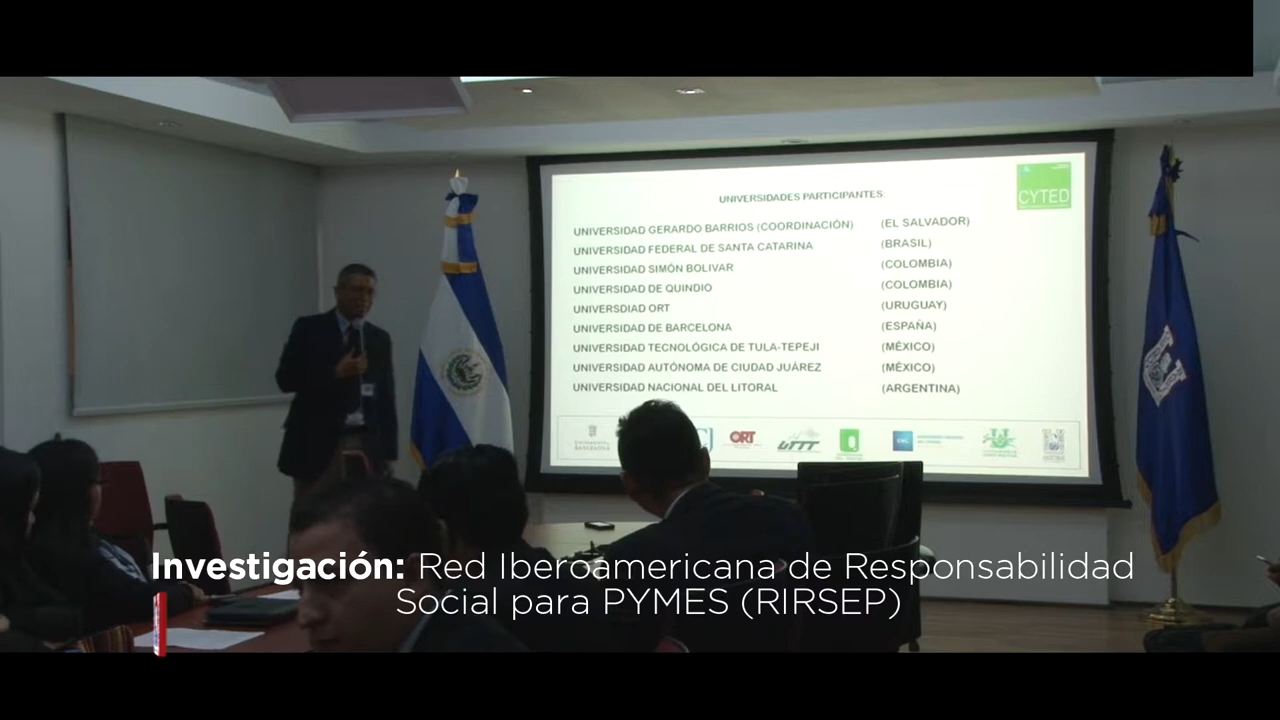 UNIVERSIDADES PARTICIPANTES:
CYTED
UNIVERSIDAD GERARDO BARRIOS (COORDINACIÓN) (EL SALVADOR)
UNIVERSIDAD FEDERAL DE SANTA CATARINA (BRASIL)
UNIVERSIDAD SIMÓN BOLIVAR (COLOMBIA)
UNIVERSIDAD DE QUINDIO (COLOMBIA)
UNIVERSDIAD ORT (URUGUAY)
UNIVERSIDAD DE BARCELONA (ESPAÑA)
UNIVERSIDAD TECNOLÓGICA DE TULA-TEPEJI (MÉXICO)
UNIVERSIDAD AUTÓNOMA DE CIUDAD JUÁREZ (MÉXICO)
UNIVERSIDAD NACIONAL DEL LITORAL (ARGENTINA)
ORT UTTT
Investigación: Red Iberoamericana de Responsabilidad
Social para PYMES (RIRSEP)